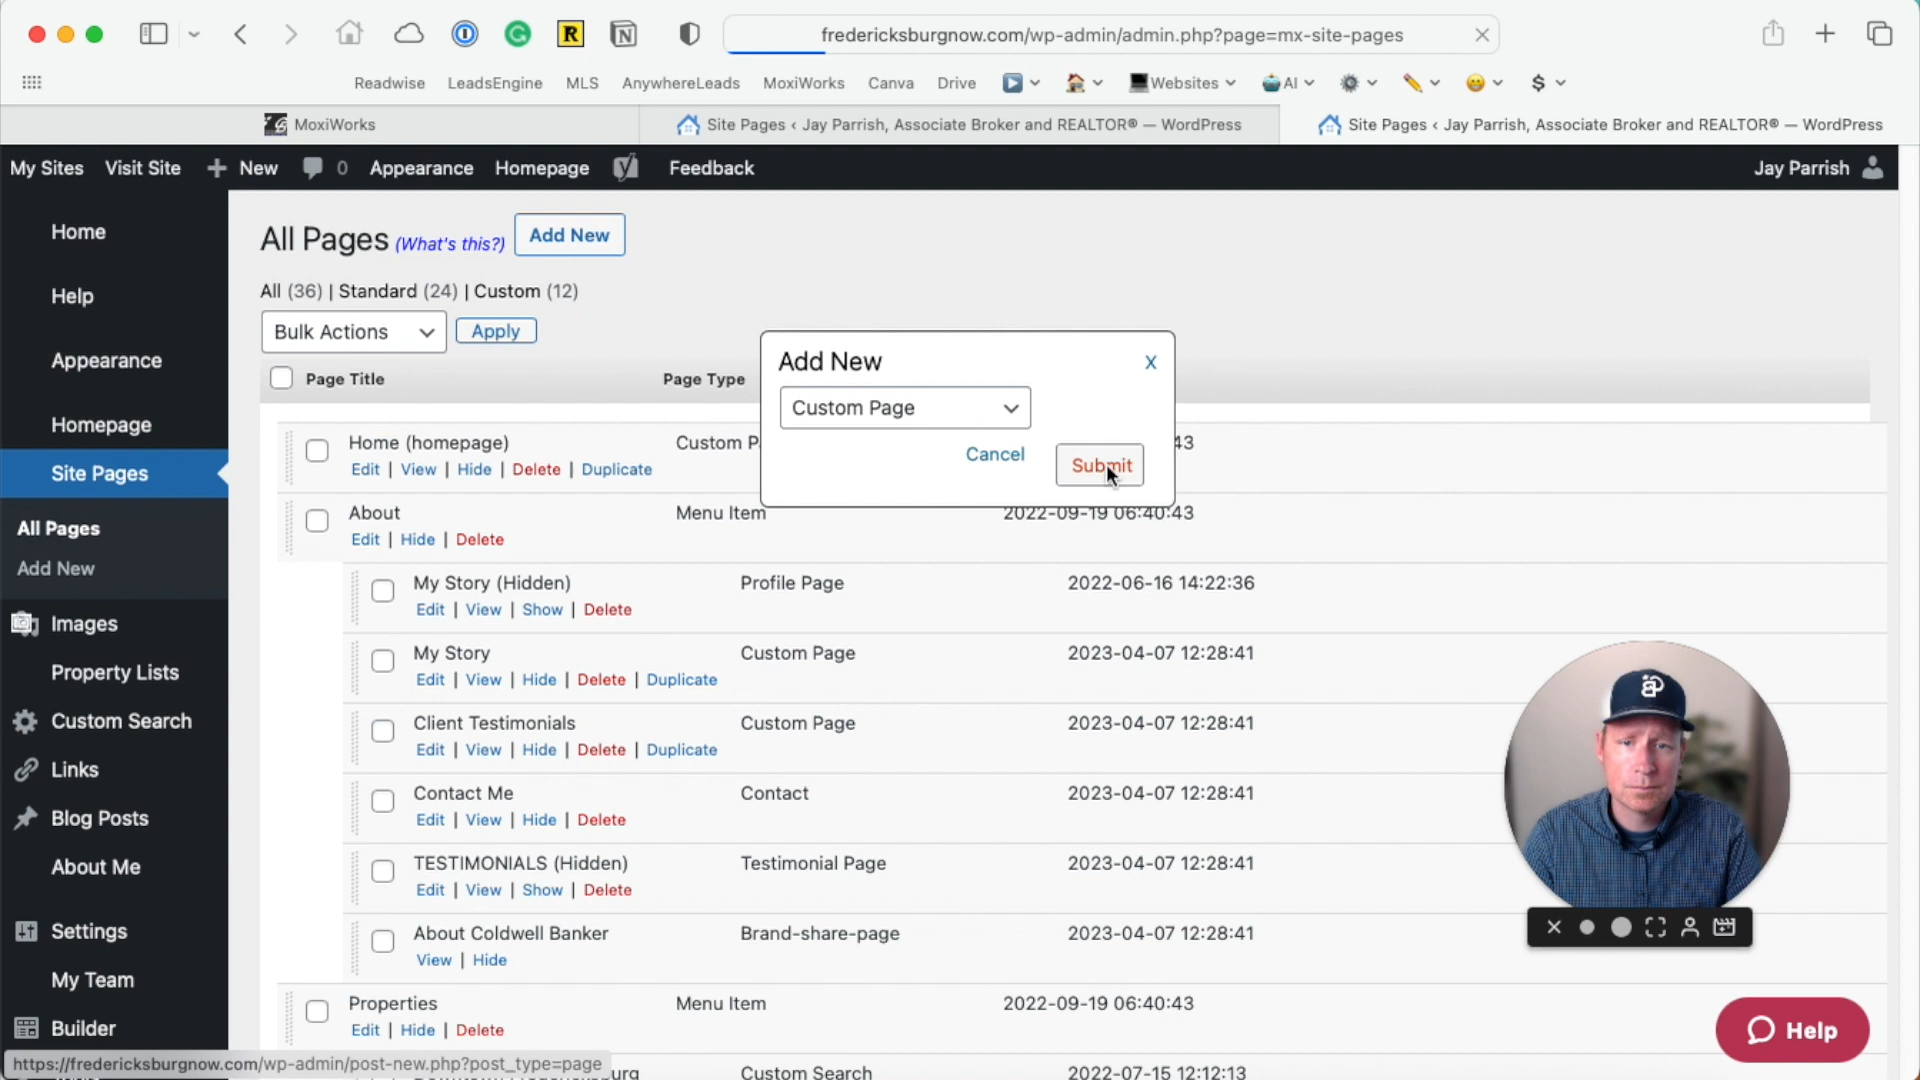 fredericksburgnow.com/wp-admin/admin.php?page=mx-site-pages
Readwise LeadsEngine MLS AnywhereLeads MoxiWorks Canva Drive Websites AI $
MoxiWorks
Site Pages ‹ Jay Parrish, Associate Broker and REALTOR® — WordPress
Site Pages ‹ Jay Parrish, Associate Broker and REALTOR® — WordPress
My Sites Visit Site + New 0 Appearance Homepage Feedback Jay Parrish
Home
Help
Appearance
Homepage
Site Pages
All Pages
Add New
Images
Property Lists
Custom Search
Links
Blog Posts
About Me
Settings
My Team
Builder
All Pages (What's this?) Add New
All (36) | Standard (24) | Custom (12)
Bulk Actions Apply
Page Title Page Type
Add New X
Custom Page
Cancel Submit
Home (homepage) Custom P 43
Edit | View | Hide | Delete | Duplicate
About Menu Item 2022-09-19 06:40:43
Edit | Hide | Delete
My Story (Hidden) Profile Page 2022-06-16 14:22:36
Edit | View | Show | Delete
My Story Custom Page 2023-04-07 12:28:41
Edit | View | Hide | Delete | Duplicate
Client Testimonials Custom Page 2023-04-07 12:28:41
Edit | View | Hide | Delete | Duplicate
Contact Me Contact 2023-04-07 12:28:41
Edit | View | Hide | Delete
TESTIMONIALS (Hidden) Testimonial Page 2023-04-07 12:28:41
Edit | View | Show | Delete
About Coldwell Banker Brand-share-page 2023-04-07 12:28:41
View | Hide
Properties Menu Item 2022-09-19 06:40:43
Edit | Hide | Delete
Custom Search 2022-07-15 12:12:13
Help
https://fredericksburgnow.com/wp-admin/post-new.php?post_type=page